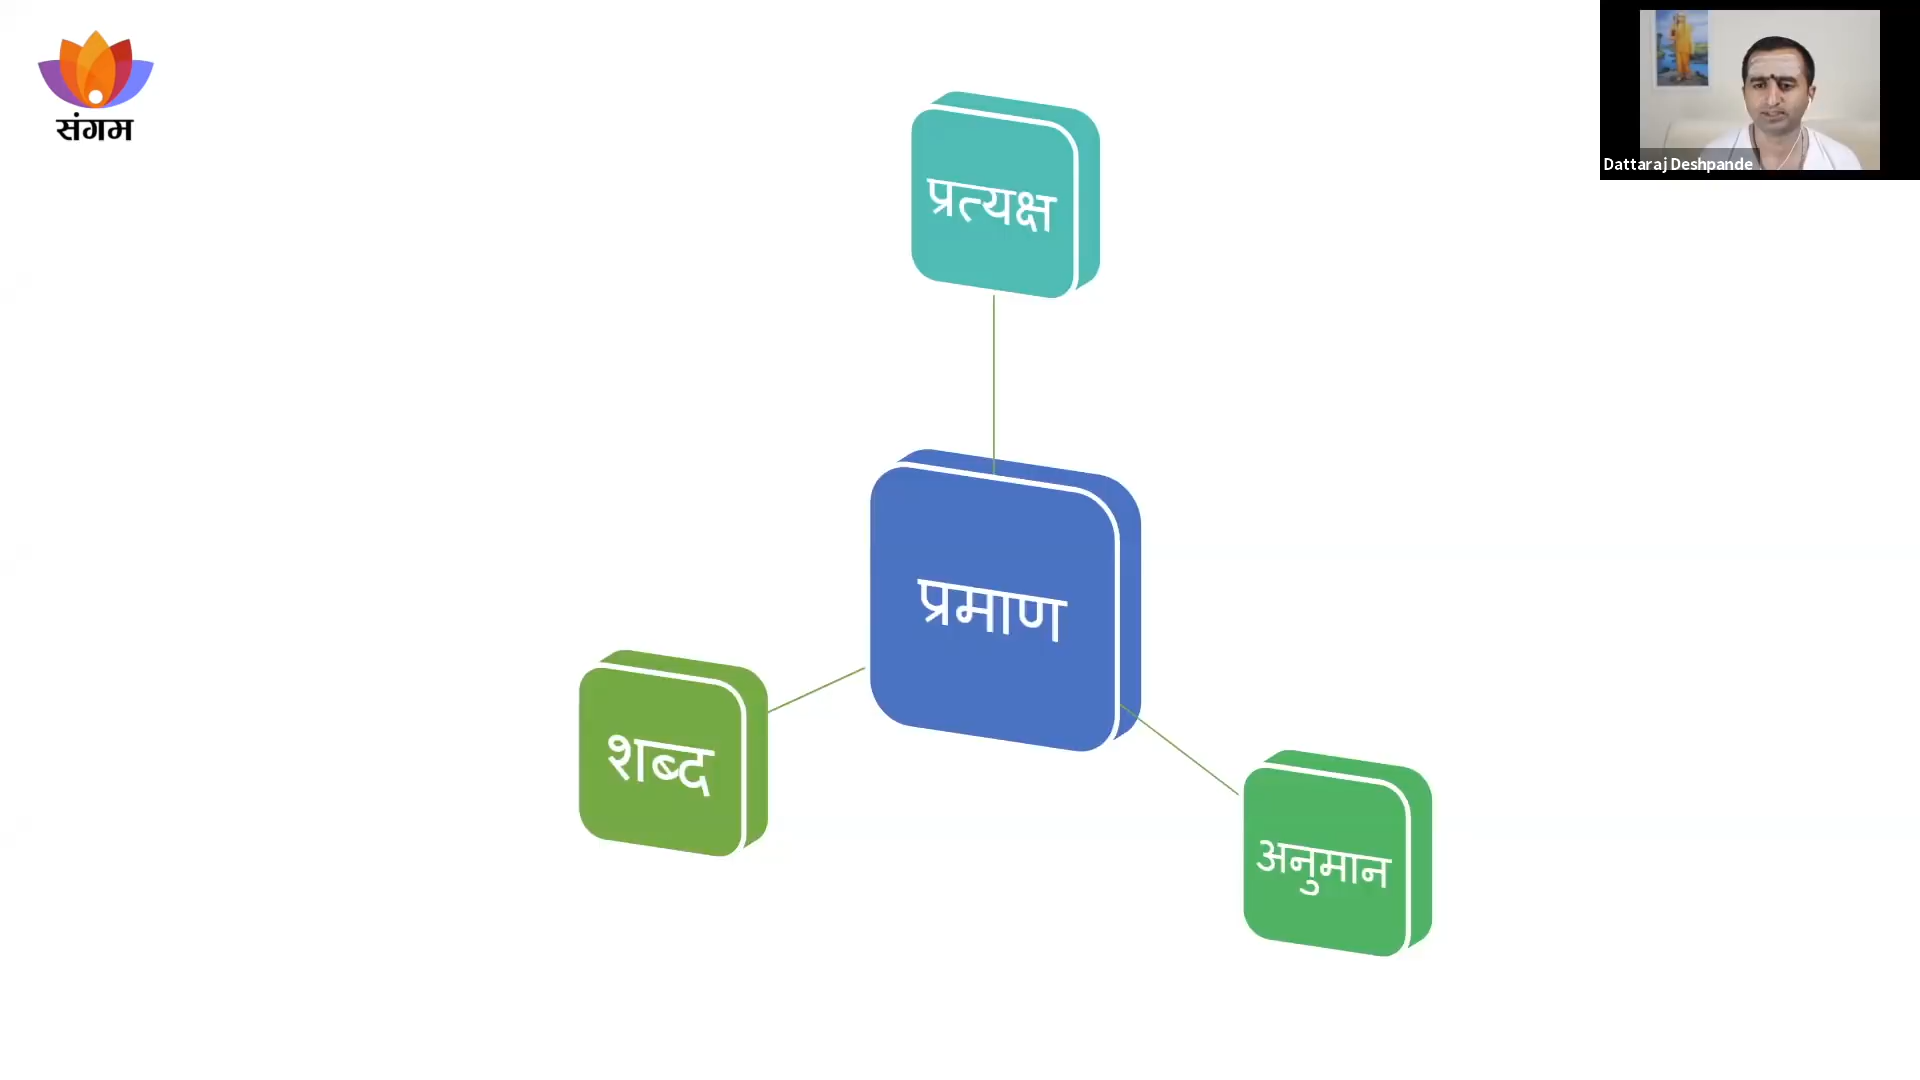 संगम
Dattaraj Deshpande
प्रत्यक्ष
प्रमाण
शब्द
अनुमान